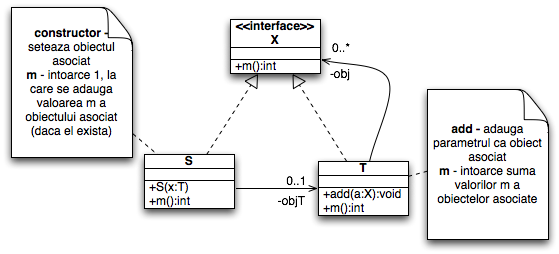 constructor -
seteaza obiectul
asociat
m - intoarce 1, la
care se adauga
valoarea m a
obiectului asociat
(daca el exista)
<<interface>>
X
+m():int
0..*
-obj
S
+S(x:T)
+m():int
0..1
-objT
T
+add(a:X):void
+m():int
add - adauga
parametrul ca obiect
asociat
m - intoarce suma
valorilor m a
obiectelor asociate